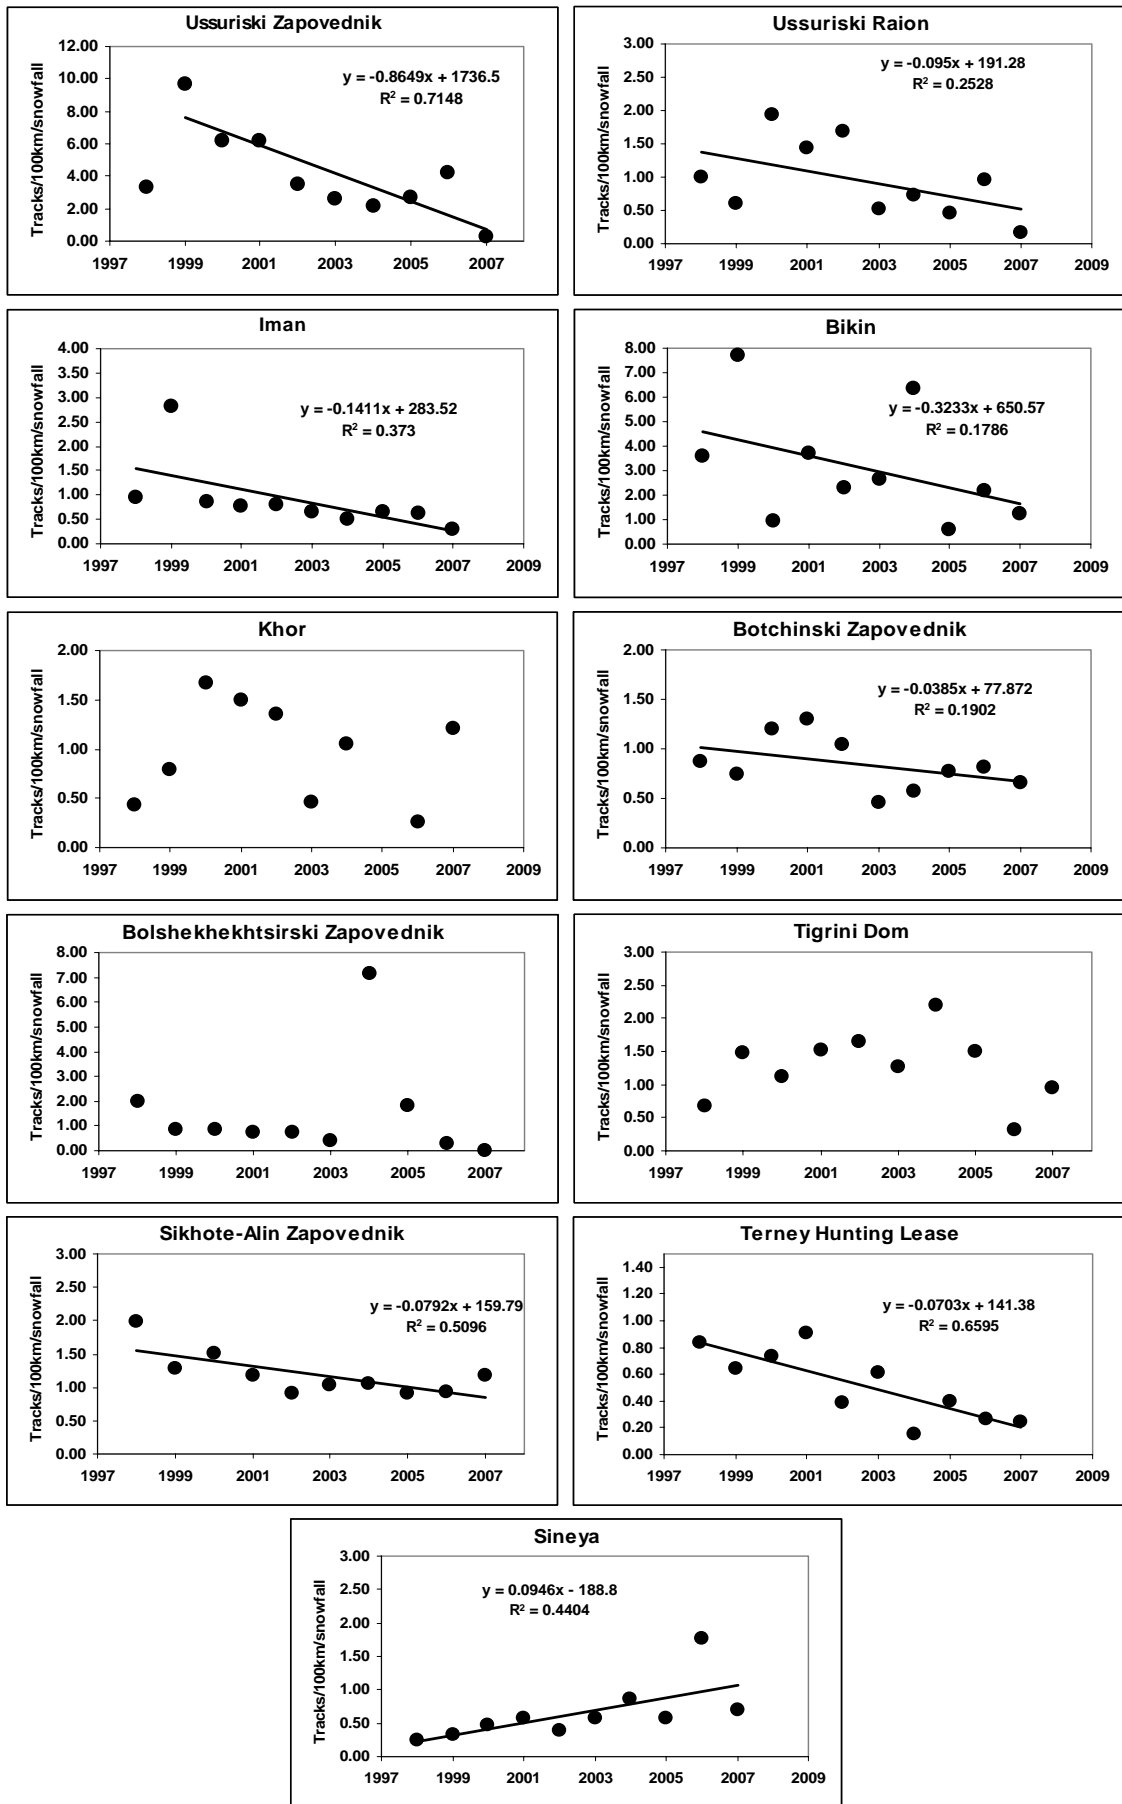 Ussuriski Zapovednik
Tracks/100km/snowfall
12.00
10.00
8.00
6.00
4.00
2.00
0.00
y = -0.8649x + 1736.5
R² = 0.7148
1997 1999 2001 2003 2005 2007
Ussuriski Raion
Tracks/100km/snowfall
3.00
2.50
2.00
1.50
1.00
0.50
0.00
y = -0.095x + 191.28
R² = 0.2528
1997 1999 2001 2003 2005 2007 2009
Iman
Tracks/100km/snowfall
4.00
3.50
3.00
2.50
2.00
1.50
1.00
0.50
0.00
y = -0.1411x + 283.52
R² = 0.373
1997 1999 2001 2003 2005 2007 2009
Bikin
Tracks/100km/snowfall
8.00
7.00
6.00
5.00
4.00
3.00
2.00
1.00
0.00
y = -0.3233x + 650.57
R² = 0.1786
1997 1999 2001 2003 2005 2007 2009
Khor
Tracks/100km/snowfall
2.00
1.50
1.00
0.50
0.00
1997 1999 2001 2003 2005 2007 2009
Botchinski Zapovednik
Tracks/100km/snowfall
2.00
1.50
1.00
0.50
0.00
y = -0.0385x + 77.872
R² = 0.1902
1997 1999 2001 2003 2005 2007 2009
Bolshekhekhtsirski Zapovednik
Tracks/100km/snowfall
8.00
7.00
6.00
5.00
4.00
3.00
2.00
1.00
0.00
1997 1999 2001 2003 2005 2007
Tigrini Dom
Tracks/100km/snowfall
3.00
2.50
2.00
1.50
1.00
0.50
0.00
1997 1999 2001 2003 2005 2007
Sikhote-Alin Zapovednik
Tracks/100km/snowfall
3.00
2.50
2.00
1.50
1.00
0.50
0.00
y = -0.0792x + 159.79
R² = 0.5096
1997 1999 2001 2003 2005 2007
Terney Hunting Lease
Tracks/100km/snowfall
1.40
1.20
1.00
0.80
0.60
0.40
0.20
0.00
y = -0.0703x + 141.38
R² = 0.6595
1997 1999 2001 2003 2005 2007 2009
Sineya
Tracks/100km/snowfall
3.00
2.50
2.00
1.50
1.00
0.50
0.00
y = 0.0946x - 188.8
R² = 0.4404
1997 1999 2001 2003 2005 2007 2009